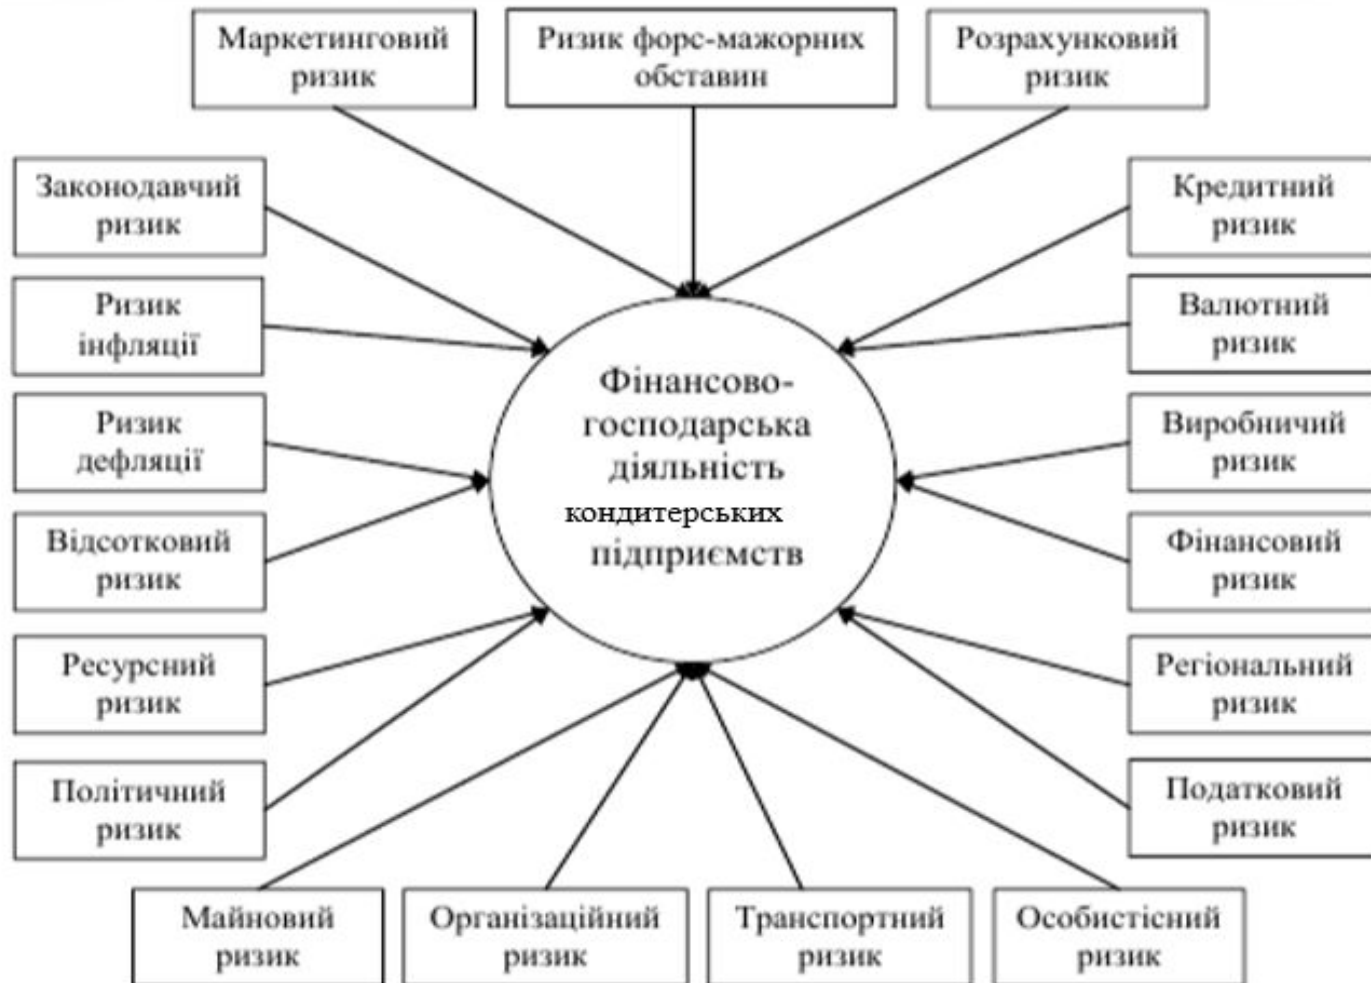 Маркетинговий
ризик
Ризик форс-мажорних
обставин
Розрахунковий
ризик
Законодавчий
ризик
Ризик
інфляції
Ризик
дефляції
Відсотковий
ризик
Ресурсний
ризик
Політичний
ризик
Фінансово-
господарська
діяльність
кондитерських
підприємств
Кредитний
ризик
Валютний
ризик
Виробничий
ризик
Фінансовий
ризик
Регіональний
ризик
Податковий
ризик
Майновий
ризик
Організаційний
ризик
Транспортний
ризик
Особистісний
ризик